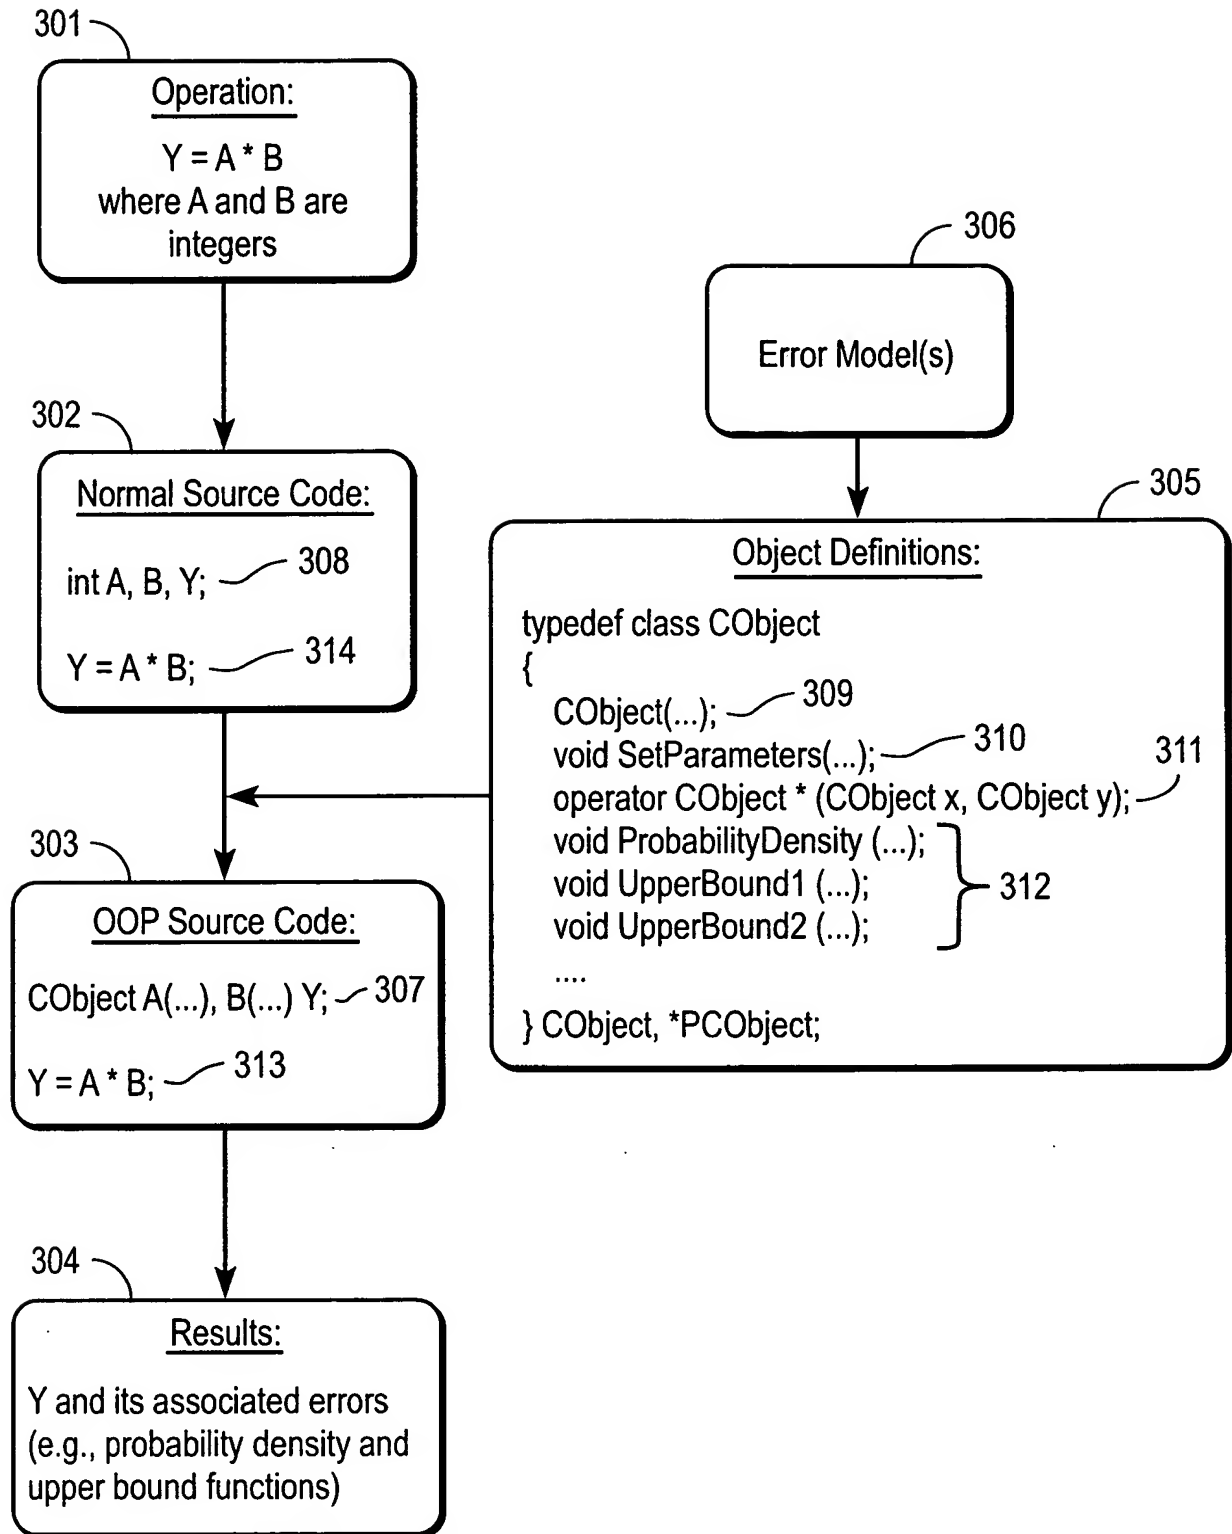 301
Operation:
Y = A * B
where A and B are
integers
306
Error Model(s)
302
Normal Source Code:
int A, B, Y; 308
Y = A * B; 314
305
Object Definitions:
typedef class CObject
{
CObject(...); 309
void SetParameters(...); 310
operator CObject * (CObject x, CObject y); 311
void ProbabilityDensity (...);
void UpperBound1 (...); 312
void UpperBound2 (...);
....
} CObject, *PCObject;
303
OOP Source Code:
CObject A(...), B(...) Y; 307
Y = A * B; 313
304
Results:
Y and its associated errors
(e.g., probability density and
upper bound functions)